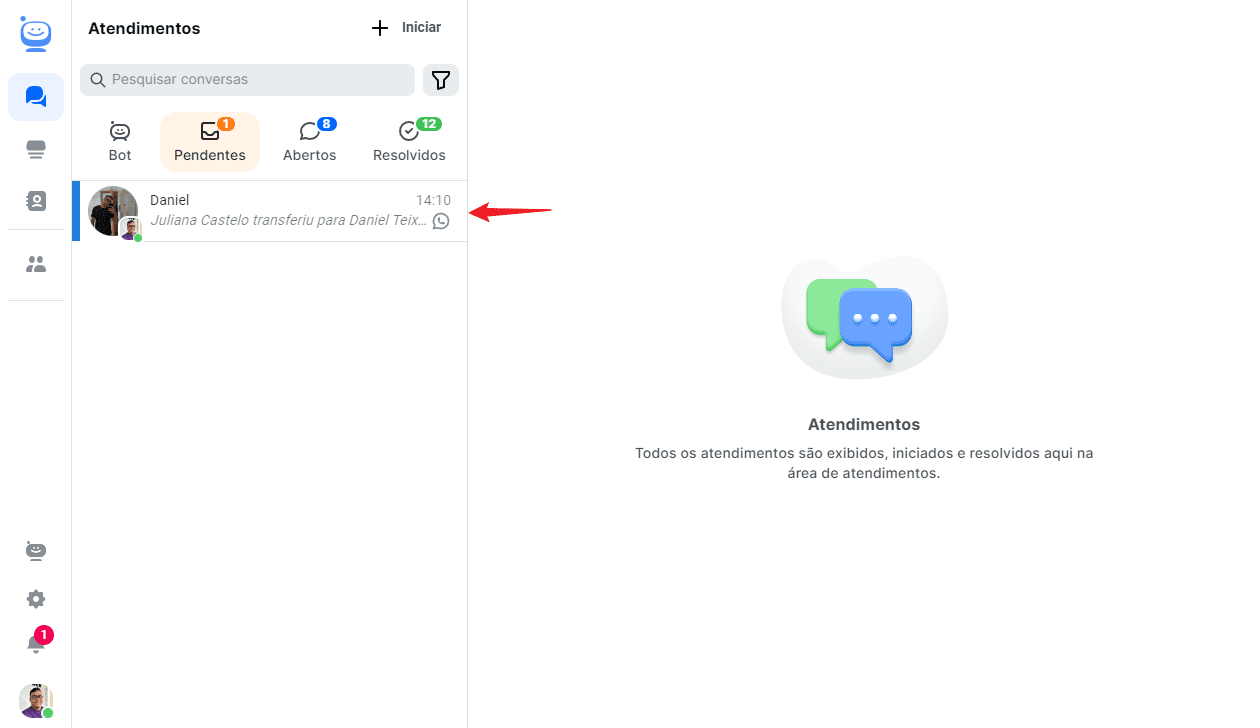 Atendimentos
Iniciar
Pesquisar conversas
1
8
12
Bot
Pendentes
Abertos
Resolvidos
Daniel
14:10
Juliana Castelo transferiu para Daniel Teix...
Atendimentos
Todos os atendimentos são exibidos, iniciados e resolvidos aqui na
área de atendimentos.
1